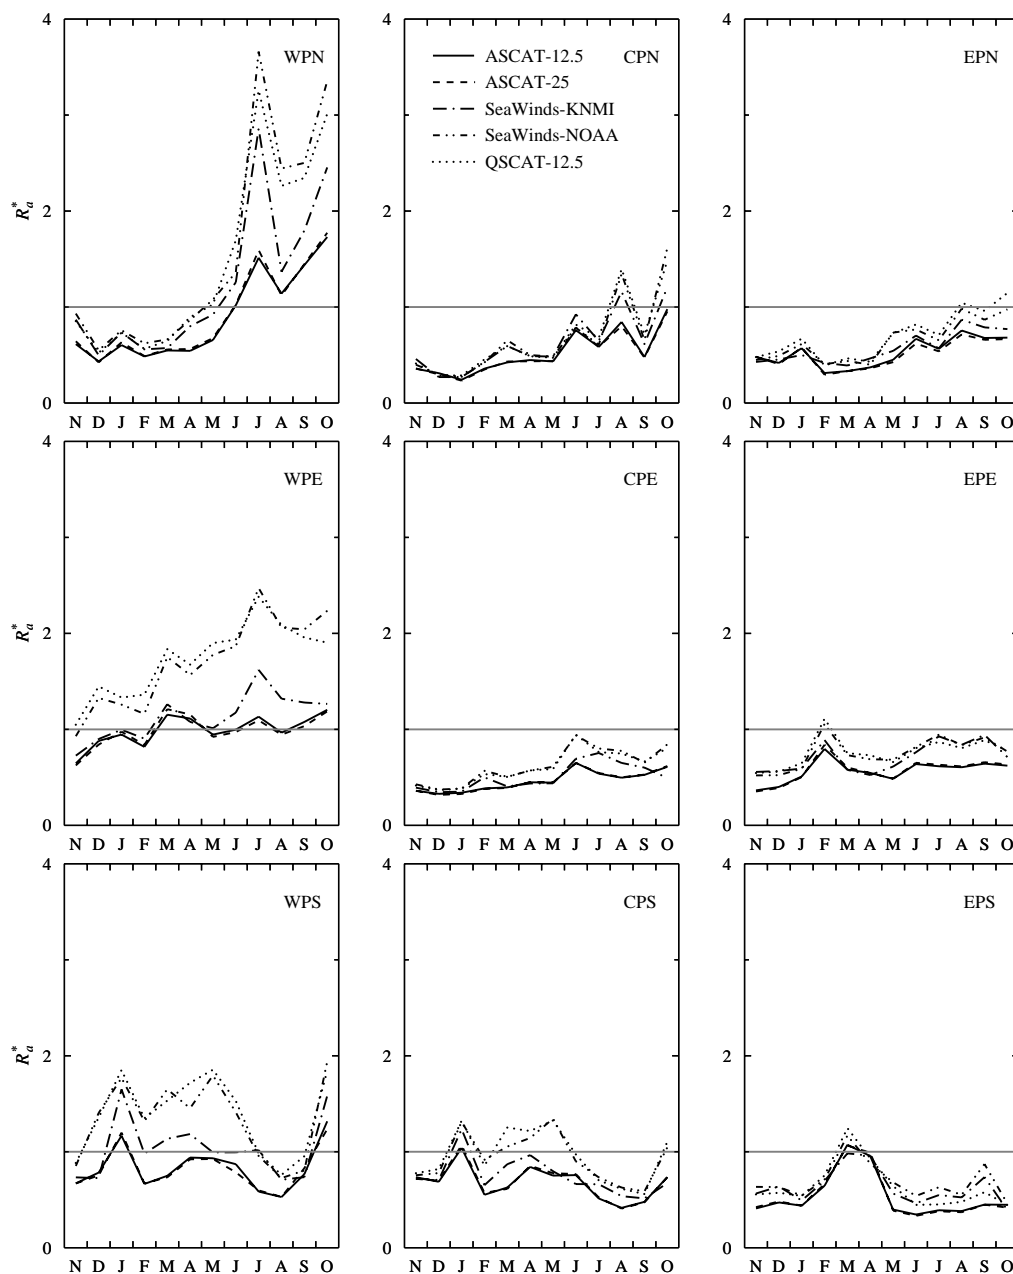 4
WPN
ASCAT-12.5
ASCAT-25
SeaWinds-KNMI
SeaWinds-NOAA
QSCAT-12.5
CPN
4
EPN
4
R*a
2
2
2
0
0
0
N D J F M A M J J A S O
N D J F M A M J J A S O
N D J F M A M J J A S O
4
WPE
4
CPE
4
EPE
R*a
2
2
2
0
0
0
N D J F M A M J J A S O
N D J F M A M J J A S O
N D J F M A M J J A S O
4
WPS
4
CPS
4
EPS
R*a
2
2
2
0
0
0
N D J F M A M J J A S O
N D J F M A M J J A S O
N D J F M A M J J A S O